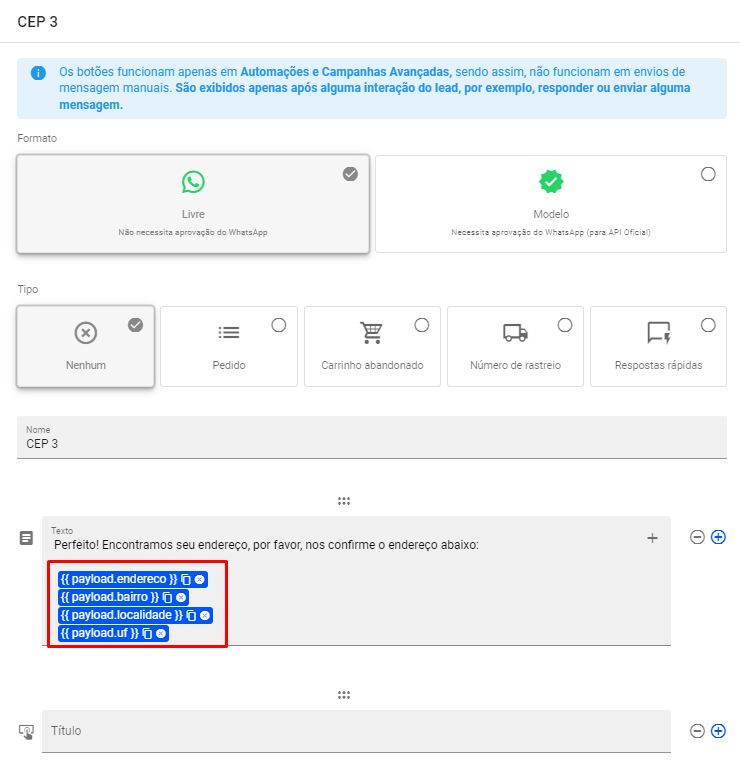 CEP 3
Os botões funcionam apenas em Automações e Campanhas Avançadas, sendo assim, não funcionam em envios de
mensagem manuais. São exibidos apenas após alguma interação do lead, por exemplo, responder ou enviar alguma
mensagem.
Formato
Livre
Não necessita aprovação do WhatsApp
Modelo
Necessita aprovação do WhatsApp (para API Oficial)
Tipo
Nenhum
Pedido
Carrinho abandonado
Número de rastreio
Respostas rápidas
Nome
CEP 3
Texto
Perfeito! Encontramos seu endereço, por favor, nos confirme o endereço abaixo:
{{ payload.endereco }}
{{ payload.bairro }}
{{ payload.localidade }}
{{ payload.uf }}
Título